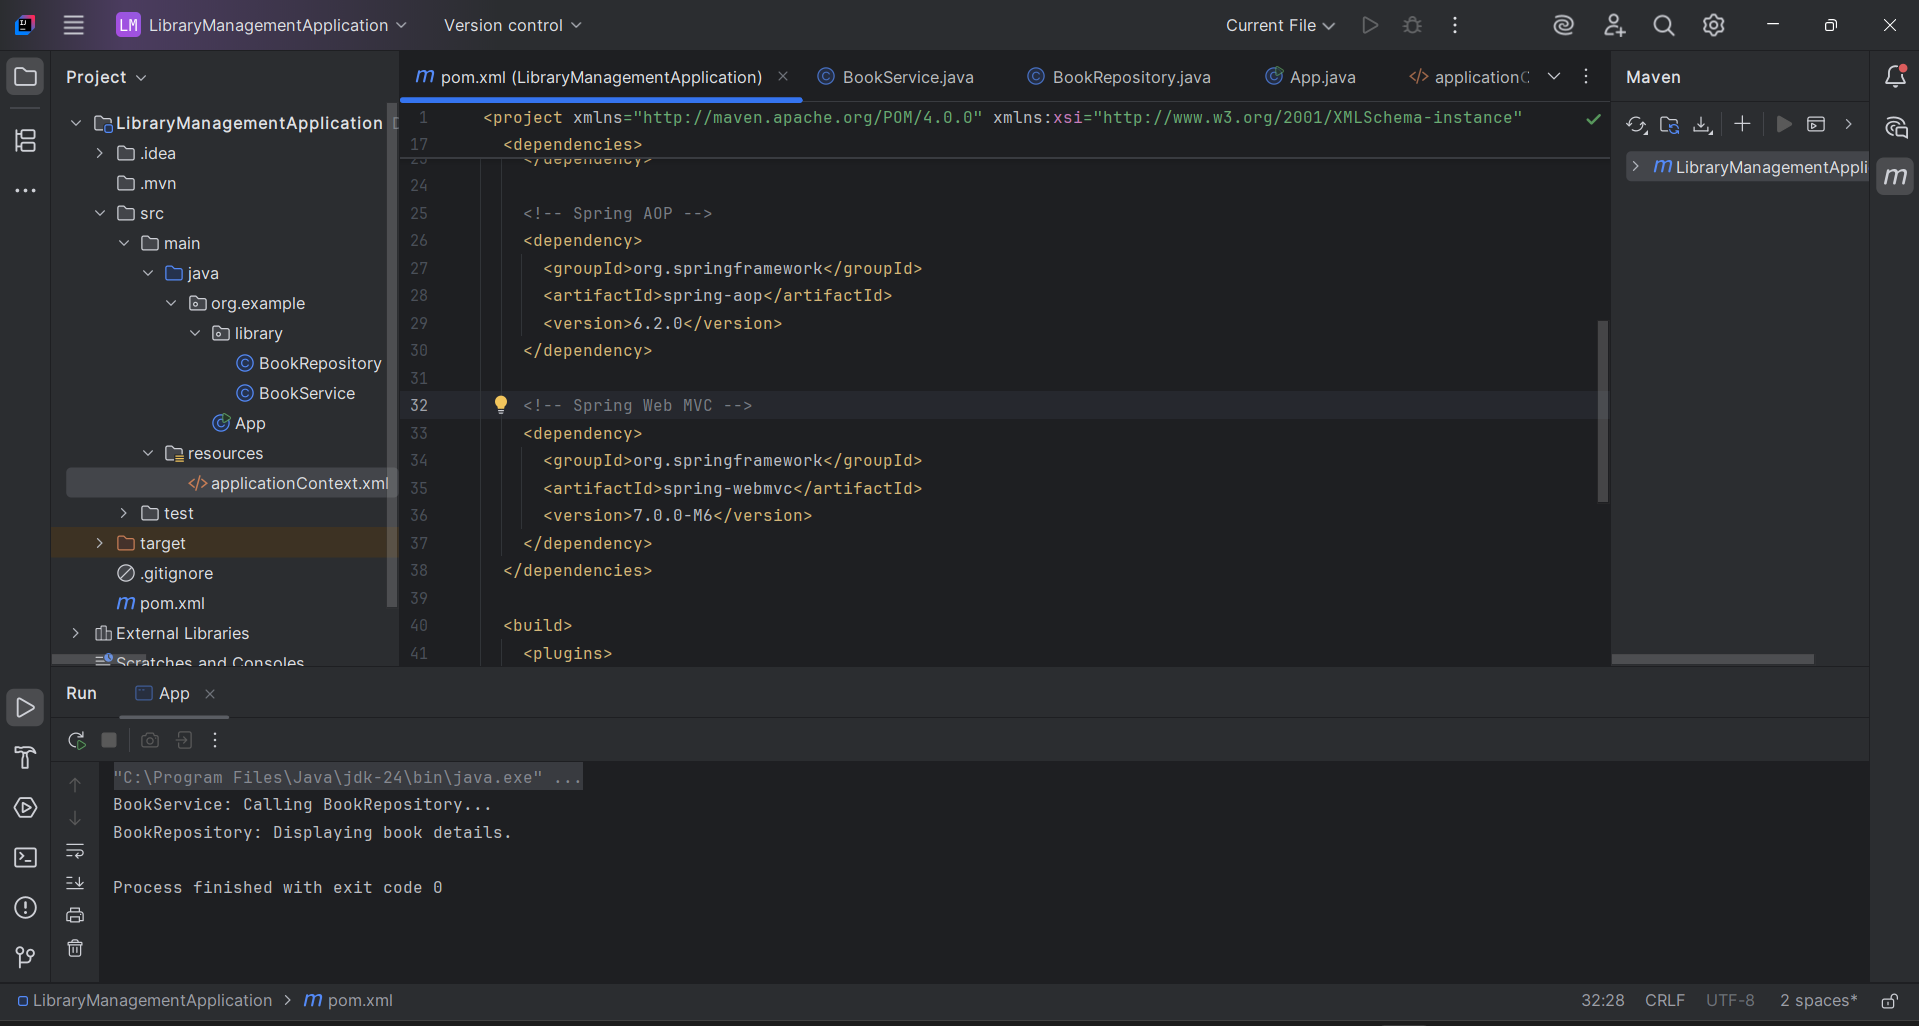 LM LibraryManagementApplication
Version control
Current File
Project
LibraryManagementApplication
.idea
.mvn
src
main
java
org.example
library
BookRepository
BookService
App
resources
applicationContext.xml
test
target
.gitignore
pom.xml
External Libraries
Scratches and Consoles
pom.xml (LibraryManagementApplication)
BookService.java
BookRepository.java
App.java
application
1 <project xmlns="http://maven.apache.org/POM/4.0.0" xmlns:xsi="http://www.w3.org/2001/XMLSchema-instance"
17 <dependencies>
23 </dependency>
24
25 <!-- Spring AOP -->
26 <dependency>
27 <groupId>org.springframework</groupId>
28 <artifactId>spring-aop</artifactId>
29 <version>6.2.0</version>
30 </dependency>
31
32 <!-- Spring Web MVC -->
33 <dependency>
34 <groupId>org.springframework</groupId>
35 <artifactId>spring-webmvc</artifactId>
36 <version>7.0.0-M6</version>
37 </dependency>
38 </dependencies>
39
40 <build>
41 <plugins>
Maven
LibraryManagementAppli
Run
App
"C:\Program Files\Java\jdk-24\bin\java.exe" ...
BookService: Calling BookRepository...
BookRepository: Displaying book details.
Process finished with exit code 0
LibraryManagementApplication > pom.xml
32:28 CRLF UTF-8 2 spaces*